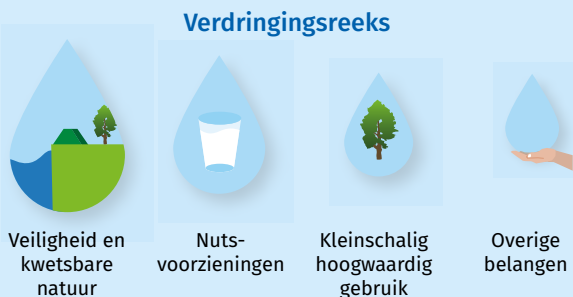 Verdringingsreeks
Veiligheid en
kwetsbare
natuur
Nuts-
voorzieningen
Kleinschalig
hoogwaardig
gebruik
Overige
belangen